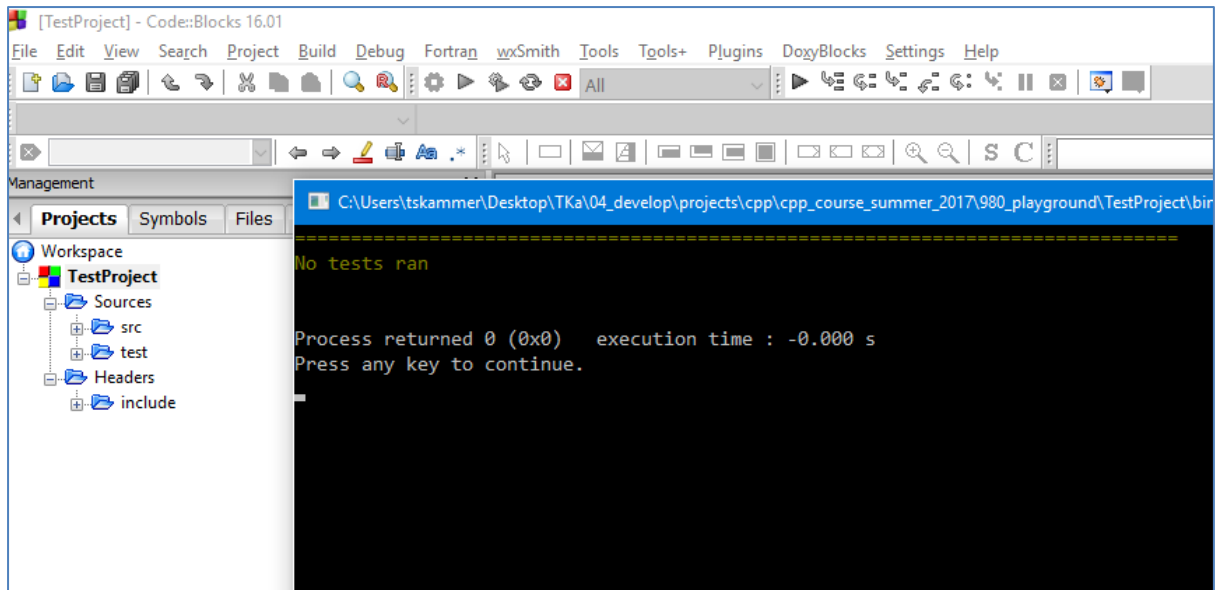 [TestProject] - Code::Blocks 16.01
File Edit View Search Project Build Debug Fortran wxSmith Tools Tools+ Plugins DoxyBlocks Settings Help
All
Aa .* S C
Management
C:\Users\tskammer\Desktop\TKa\04_develop\projects\cpp\cpp_course_summer_2017\980_playground\TestProject\bin
Projects Symbols Files
===============================================================================
Workspace
No tests ran
TestProject
Sources
src
Process returned 0 (0x0)   execution time : -0.000 s
test
Press any key to continue.
Headers
include